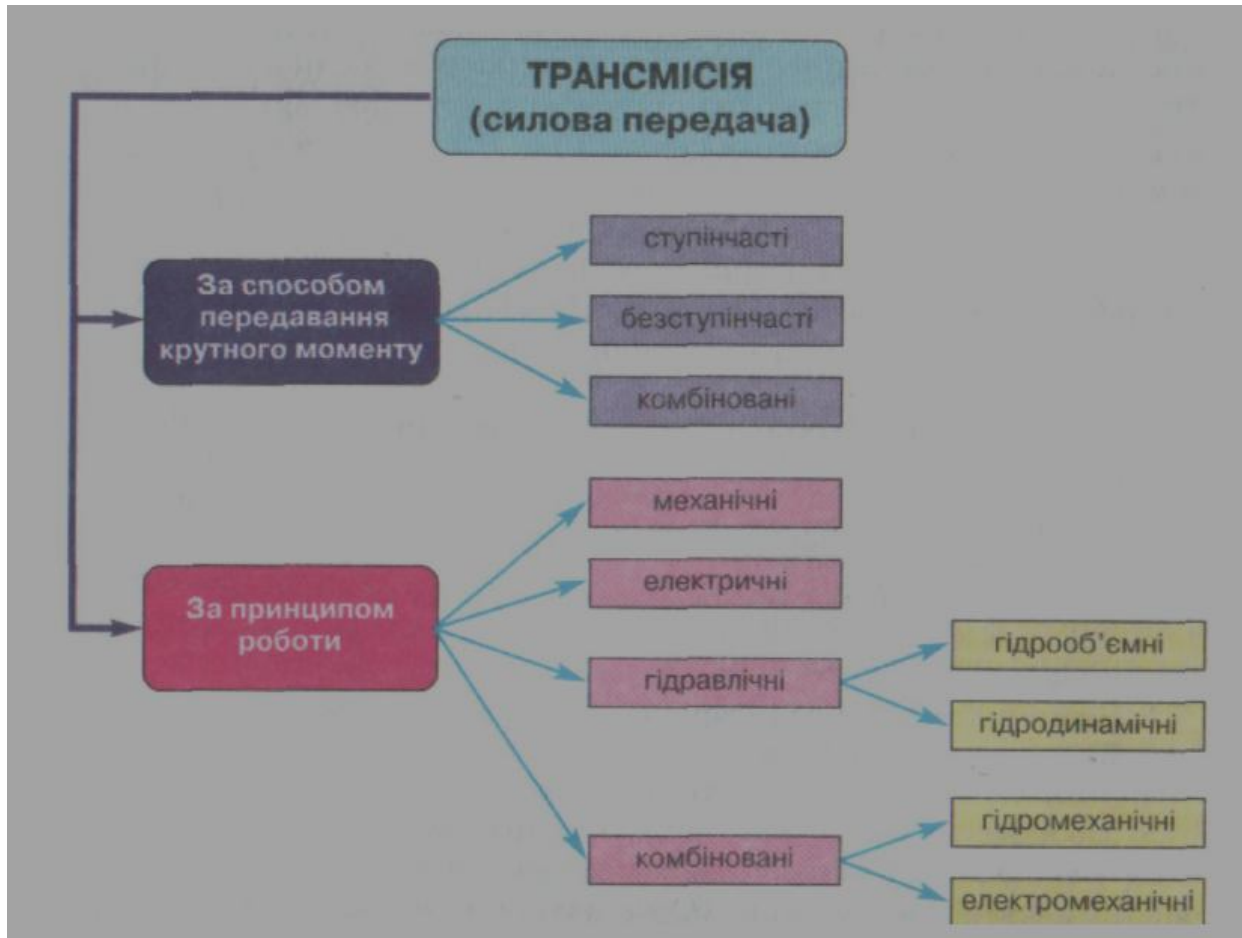 ТРАНСМІСІЯ
(силова передача)
За способом
передавання
крутного моменту
ступінчасті
безступінчасті
комбіновані
За принципом
роботи
механічні
електричні
гідравлічні
комбіновані
гідрооб’ємні
гідродинамічні
гідромеханічні
електромеханічні